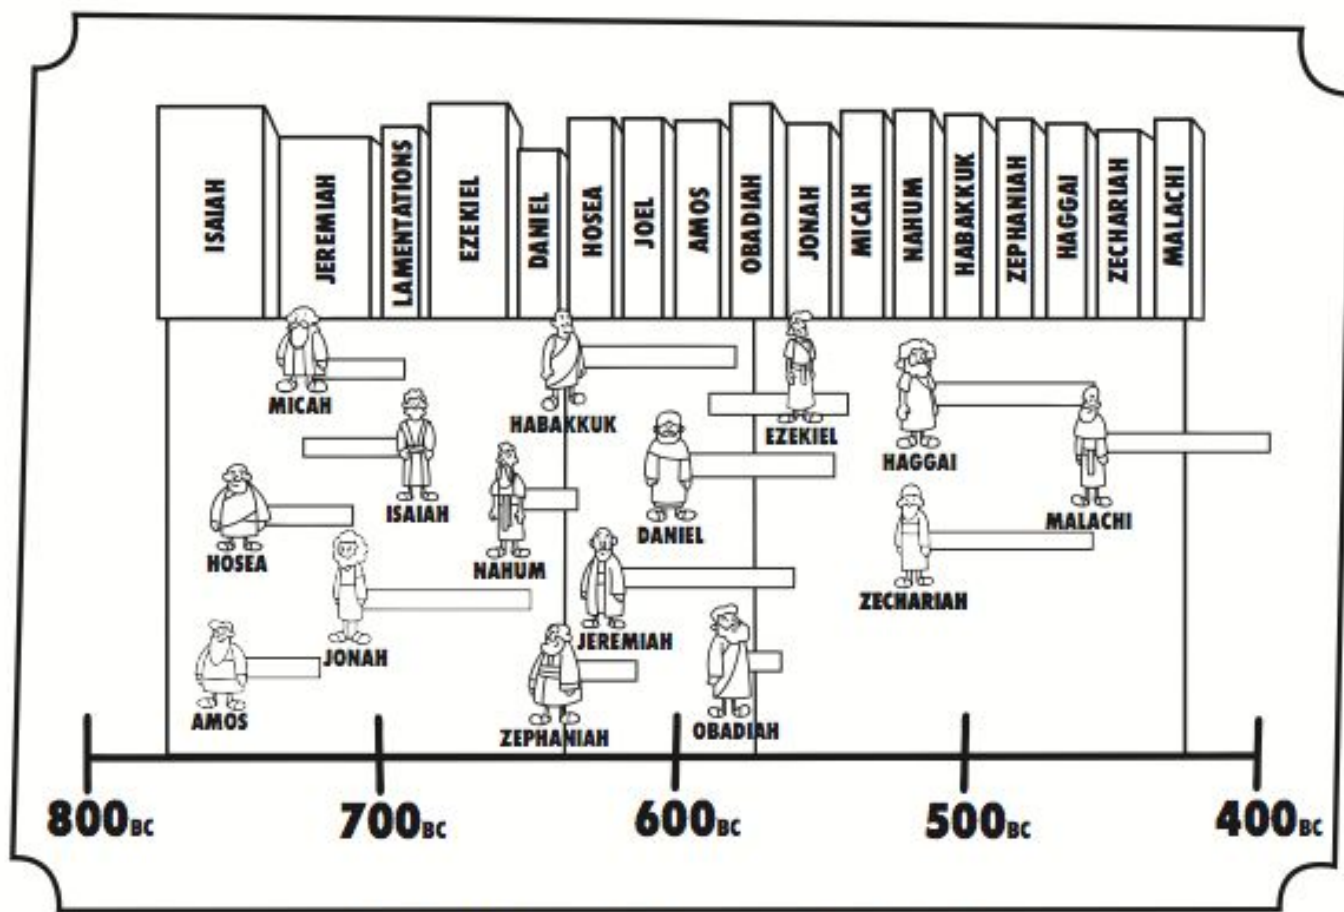 ISAIAH
JEREMIAH
LAMENTATIONS
EZEKIEL
DANIEL
HOSEA
JOEL
AMOS
OBADIAH
JONAH
MICAH
NAHUM
HABAKKUK
ZEPHANIAH
HAGGAI
ZECHARIAH
MALACHI
MICAH
HABAKKUK
EZEKIEL
HAGGAI
ISAIAH
DANIEL
MALACHI
HOSEA
NAHUM
ZECHARIAH
JONAH
JEREMIAH
AMOS
ZEPHANIAH
OBADIAH
800BC
700BC
600BC
500BC
400BC